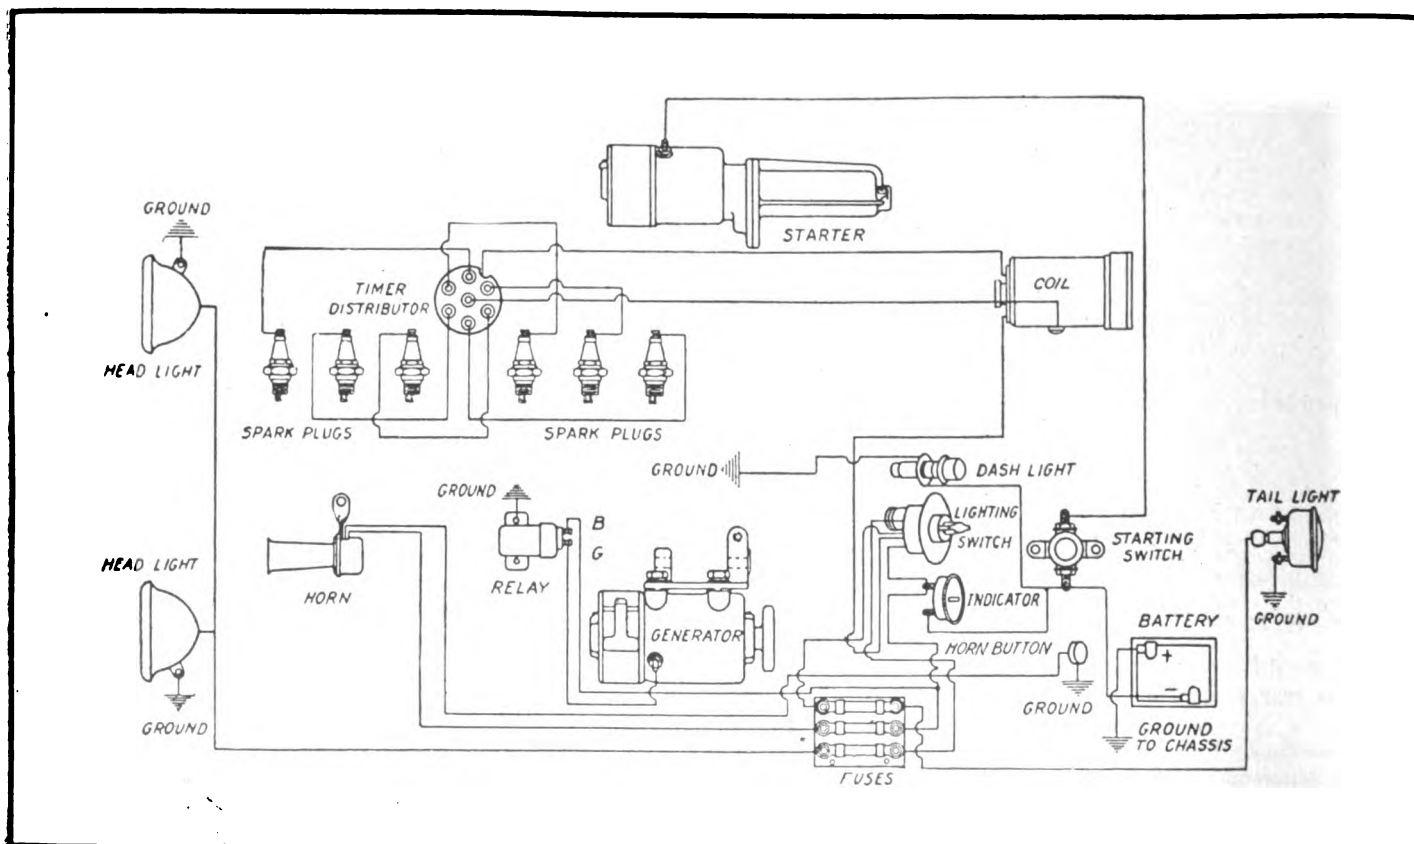 GROUND
STARTER
COIL
TIMER
DISTRIBUTOR
HEAD LIGHT
SPARK PLUGS
SPARK PLUGS
GROUND
DASH LIGHT
GROUND
TAIL LIGHT
B
LIGHTING
SWITCH
STARTING
SWITCH
G
HEAD LIGHT
HORN
RELAY
INDICATOR
GENERATOR
BATTERY
GROUND
HORN BUTTON
+
-
GROUND
GROUND
GROUND
TO CHASSIS
FUSES